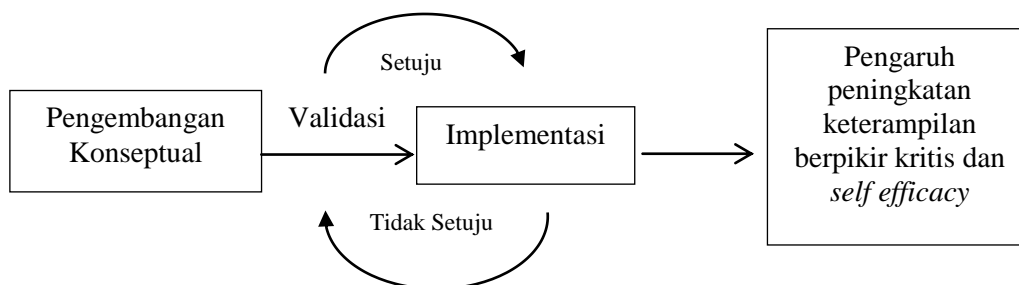 Setuju
Pengembangan
Konseptual
Validasi
Implementasi
Tidak Setuju
Pengaruh
peningkatan
keterampilan
berpikir kritis dan
self efficacy